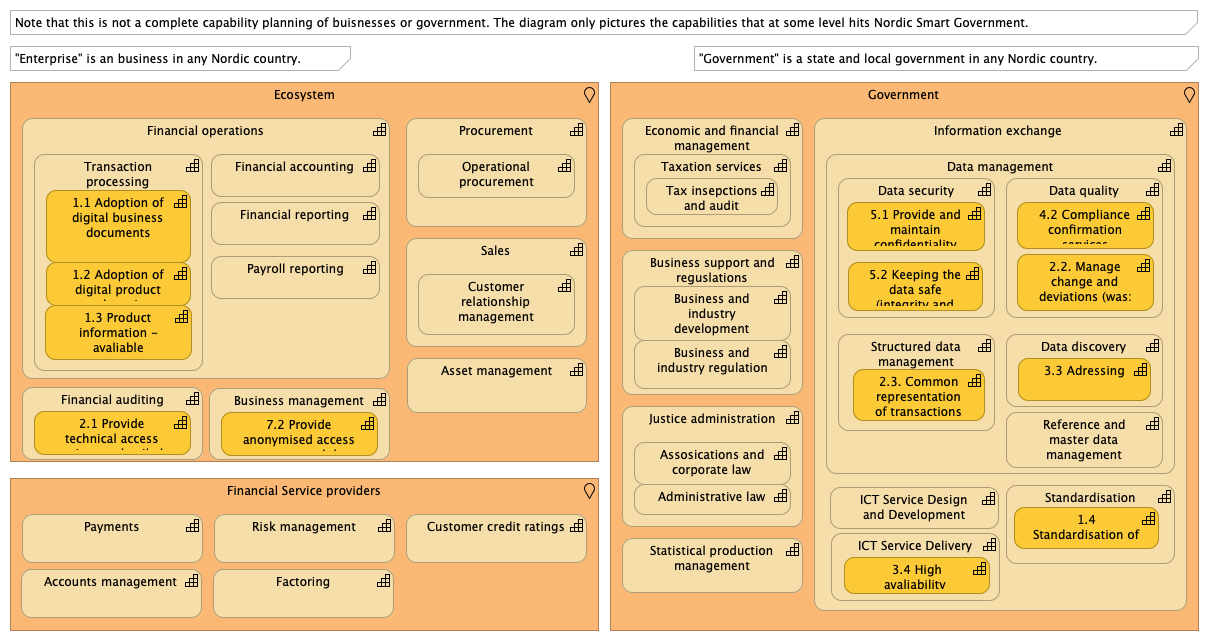 Note that this is not a complete capability planning of buisnesses or government. The diagram only pictures the capabilities that at some level hits Nordic Smart Government.
"Enterprise" is an business in any Nordic country.
"Government" is a state and local government in any Nordic country.
Ecosystem
Financial operations
Transaction
processing
1.1 Adoption of
digital business
documents
1.2 Adoption of
digital product
1.3 Product
information –
avaliable
Financial accounting
Financial reporting
Payroll reporting
Procurement
Operational
procurement
Sales
Customer
relationship
management
Asset management
Financial auditing
2.1 Provide
technical access
Business management
7.2 Provide
anonymised access
Financial Service providers
Payments
Risk management
Customer credit ratings
Accounts management
Factoring
Government
Economic and financial
management
Taxation services
Tax insepctions
and audit
Business support and
reguslations
Business and
industry
development
Business and
industry regulation
Justice administration
Assosications and
corporate law
Administrative law
Statistical production
management
Information exchange
Data management
Data security
5.1 Provide and
maintain
confidentiality
5.2 Keeping the
data safe
(integrity and
Data quality
4.2 Compliance
confirmation
services
2.2. Manage
change and
deviations (was:
Structured data
management
2.3. Common
representation
of transactions
Data discovery
3.3 Adressing
Reference and
master data
management
ICT Service Design
and Development
ICT Service Delivery
3.4 High
avaliability
Standardisation
1.4
Standardisation of